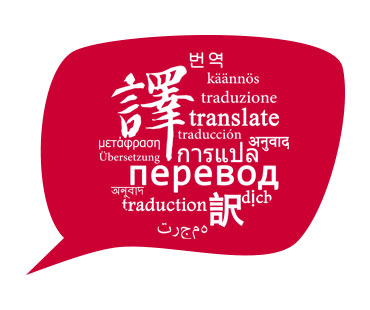 번역
käännös
譯
traduzione
translate
traducción
μετάφραση
अनुवाद
Übersetzung
การแปล
перевод
অনুবাদ
dịch
traduction
訳
ترجمه